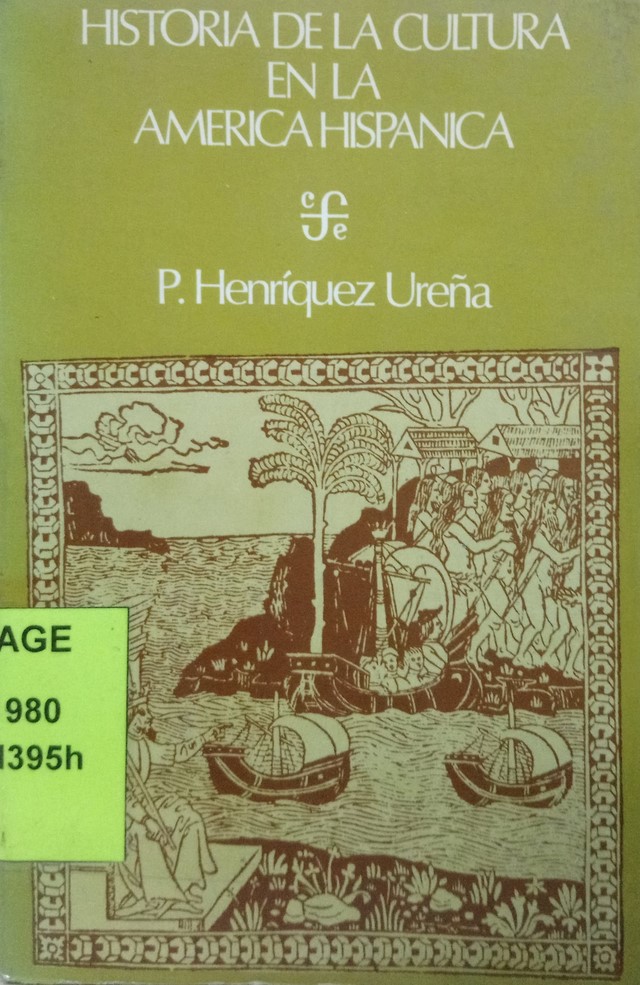 HISTORIA DE LA CULTURA
EN LA
AMERICA HISPANICA
cfe
P. Henríquez Ureña
AGE
980
395h